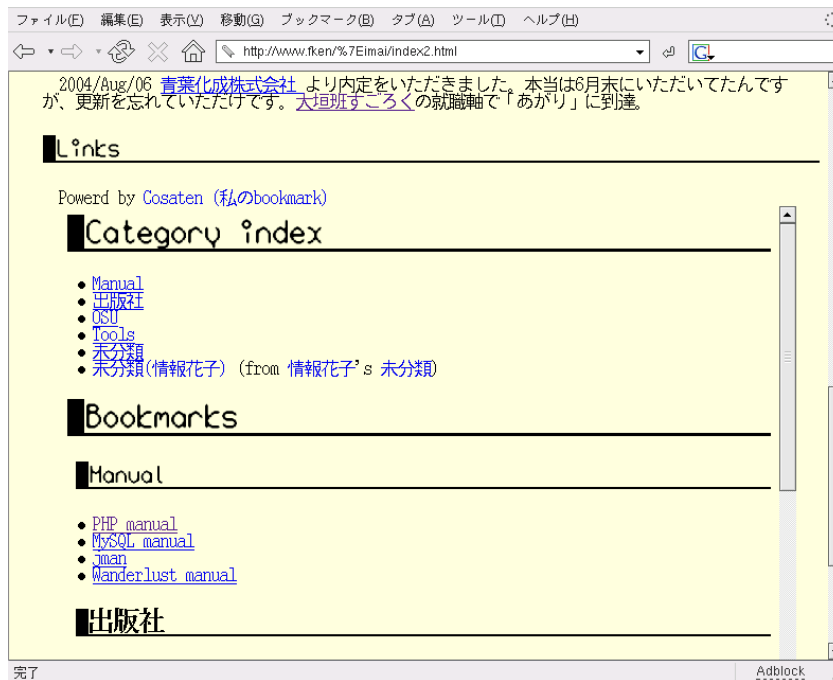 ファイル(F) 編集(E) 表示(V) 移動(G) ブックマーク(B) タブ(A) ツール(T) ヘルプ(H)
http://www.fken/%7Eimai/index2.html
2004/Aug/06 青葉化成株式会社 より内定をいただきました。本当は6月末にいただいてたんです
が、更新を忘れていただけです。大垣班すごろくの就職軸で「あがり」に到達。
Links
Powerd by Cosaten (私のbookmark)
Category index
Manual
出版社
OSU
Tools
未分類
未分類(情報花子) (from 情報花子's 未分類)
Bookmarks
Manual
PHP manual
MySQL manual
jman
Wanderlust manual
出版社
完了 Adblock